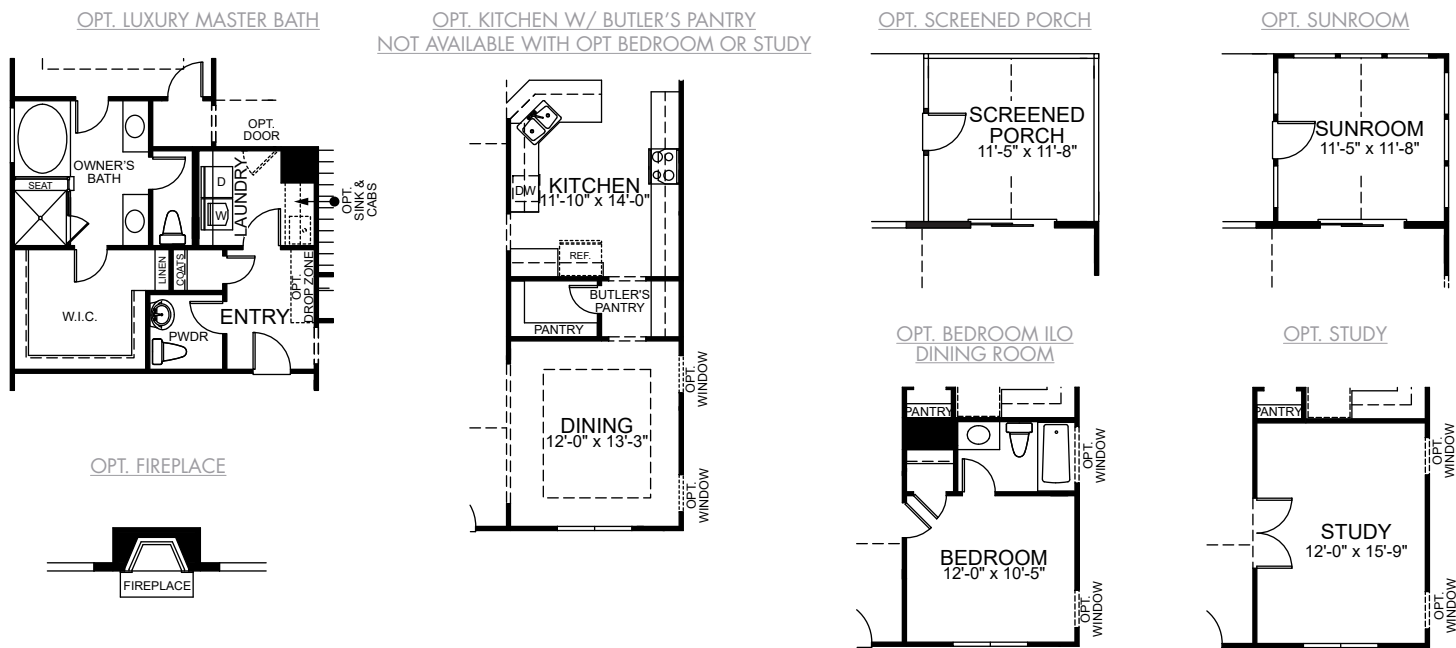 OPT. LUXURY MASTER BATH
OPT.
DOOR
OWNER'S
BATH
SEAT
D
W
LAUNDRY
OPT.
SINK &
CABS
LINEN
COATS
OPT.
DROP ZONE
W.I.C.
PWDR
ENTRY
OPT. FIREPLACE
FIREPLACE
OPT. KITCHEN W/ BUTLER'S PANTRY
NOT AVAILABLE WITH OPT BEDROOM OR STUDY
DW
KITCHEN
11'-10" x 14'-0"
REF.
BUTLER'S
PANTRY
PANTRY
OPT.
WINDOW
DINING
12'-0" x 13'-3"
OPT.
WINDOW
OPT. SCREENED PORCH
SCREENED
PORCH
11'-5" x 11'-8"
OPT. SUNROOM
SUNROOM
11'-5" x 11'-8"
OPT. BEDROOM ILO
DINING ROOM
PANTRY
OPT.
WINDOW
BEDROOM
12'-0" x 10'-5"
OPT.
WINDOW
OPT. STUDY
PANTRY
OPT.
WINDOW
STUDY
12'-0" x 15'-9"
OPT.
WINDOW